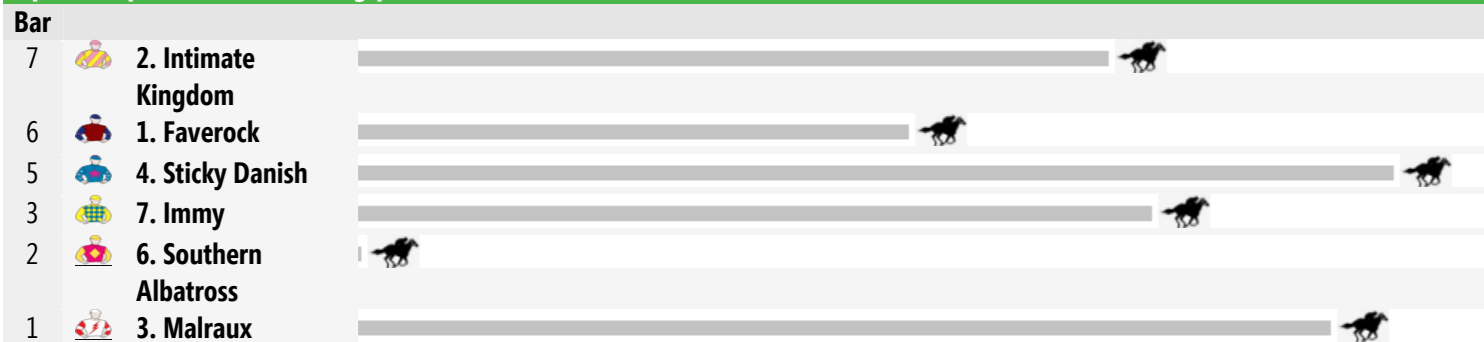 Bar
7 2. Intimate
Kingdom
6 1. Faverock
5 4. Sticky Danish
3 7. Immy
2 6. Southern
Albatross
1 3. Malraux